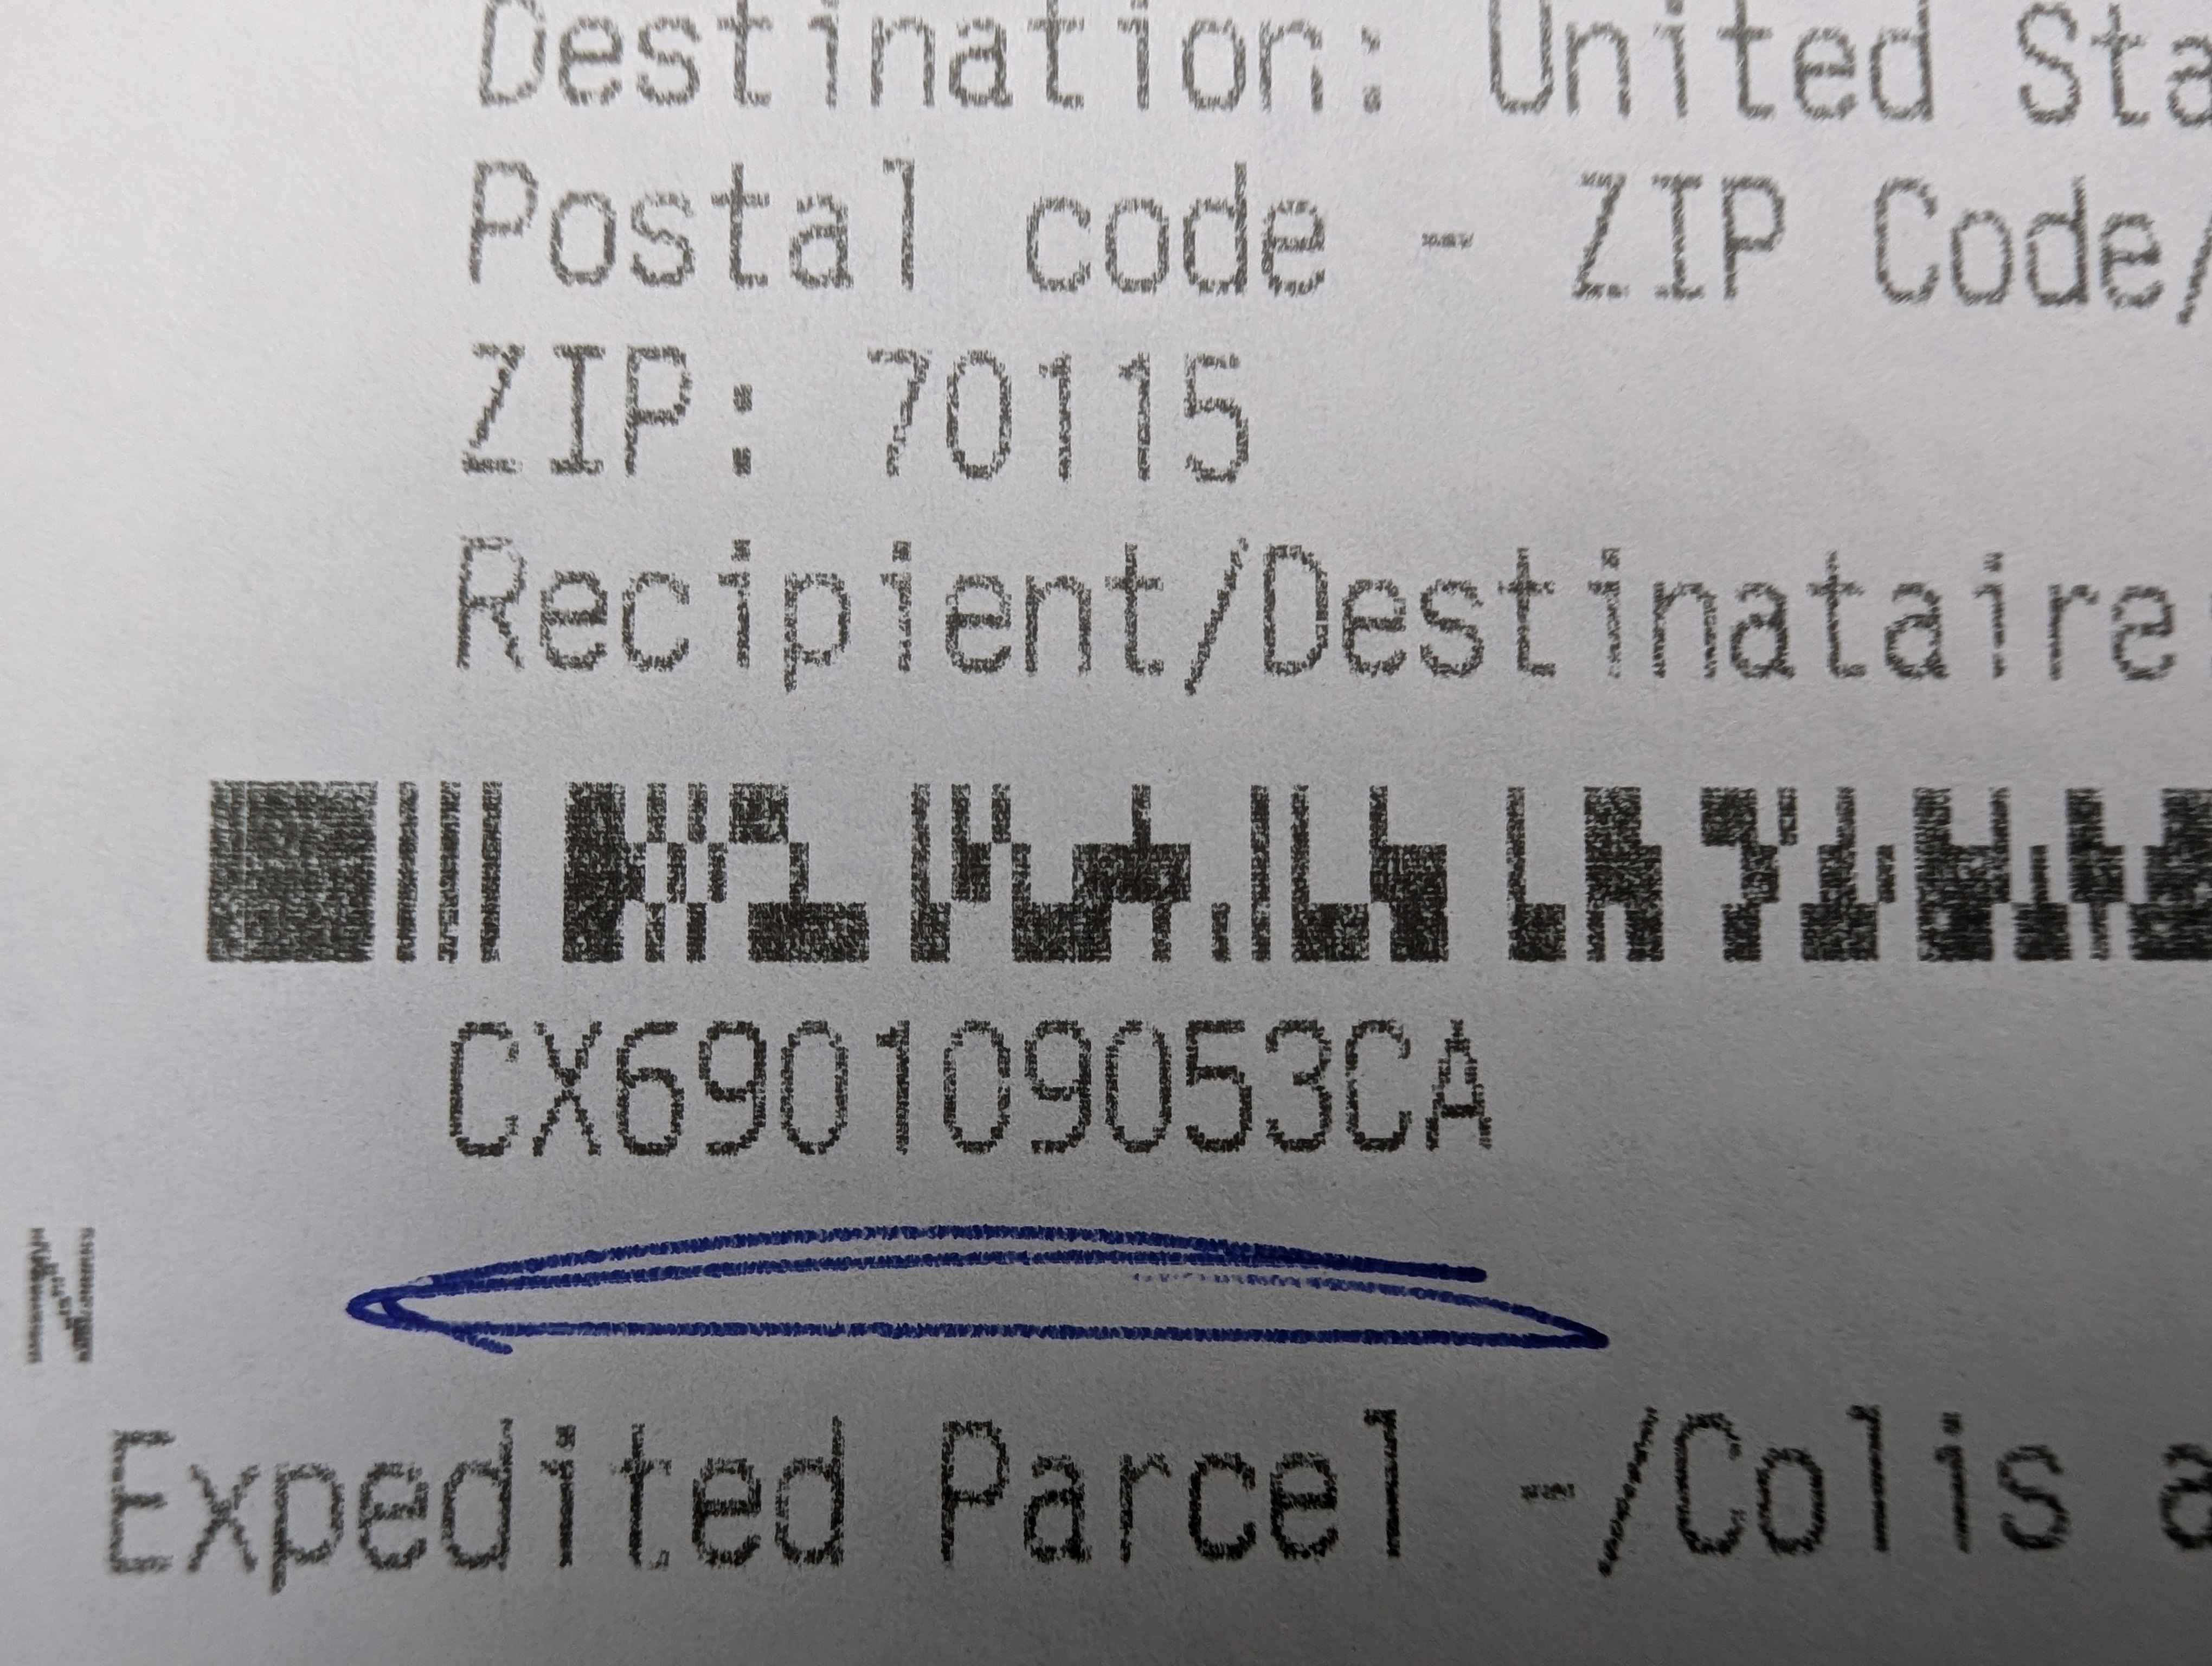 Destination: United Sta
Postal code - ZIP Code/
ZIP: 70115
Recipient/Destinataire
CX690109053CA
N
Expedited Parcel -/Colis a